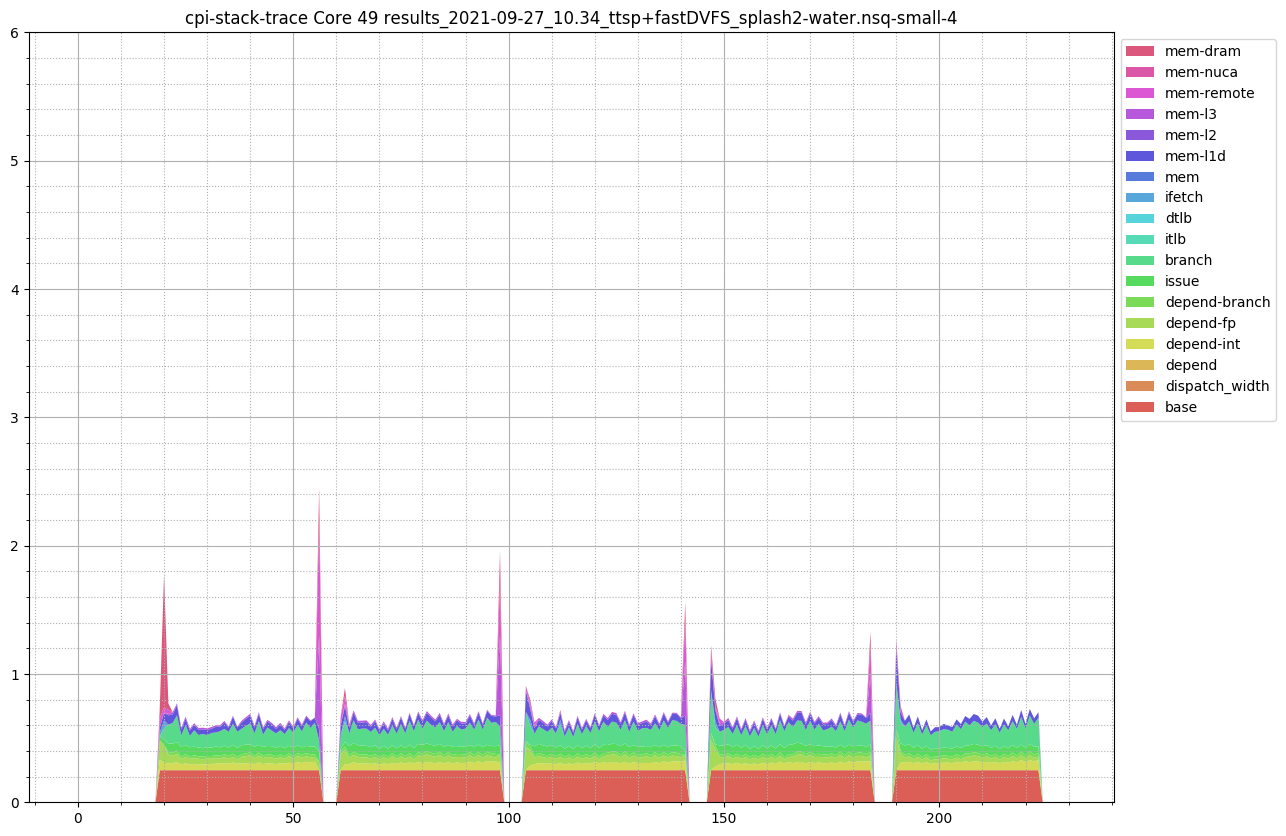 cpi-stack-trace Core 49 results_2021-09-27_10.34_ttsp+fastDVFS_splash2-water.nsq-small-4
6
5
4
3
2
1
0
0 50 100 150 200
mem-dram
mem-nuca
mem-remote
mem-l3
mem-l2
mem-l1d
mem
ifetch
dtlb
itlb
branch
issue
depend-branch
depend-fp
depend-int
depend
dispatch_width
base